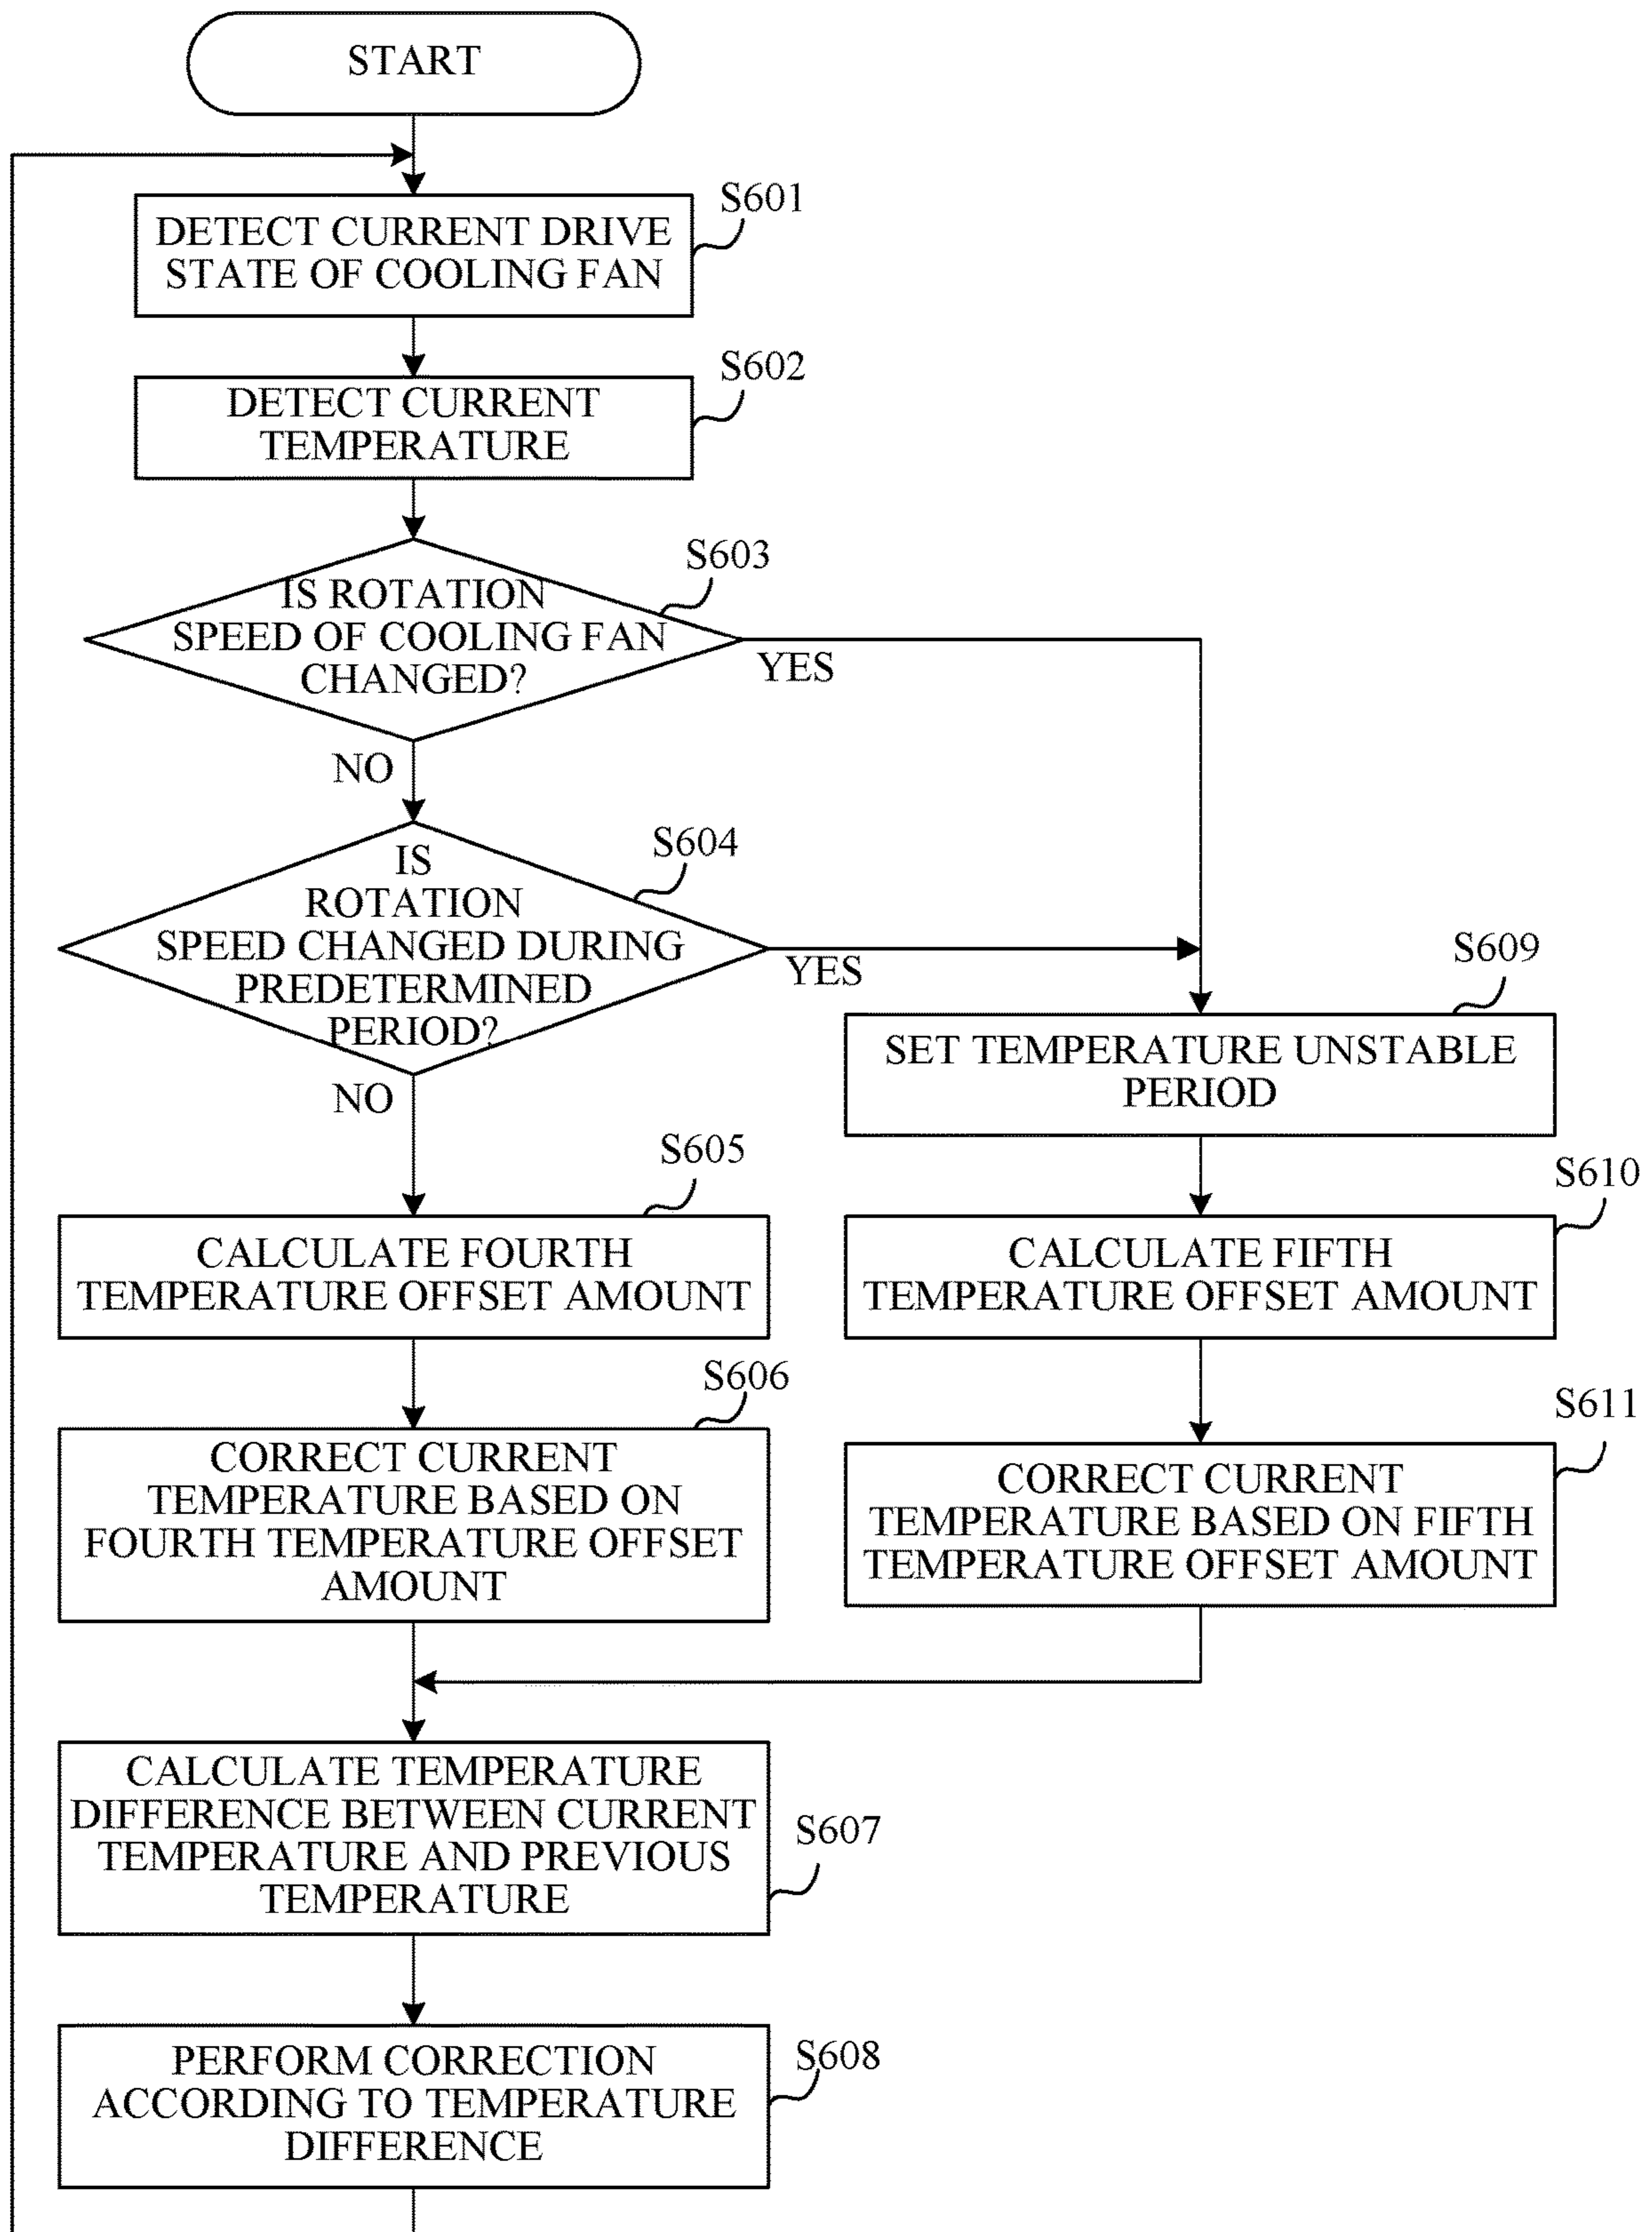 START
S601
DETECT CURRENT DRIVE
STATE OF COOLING FAN
S602
DETECT CURRENT
TEMPERATURE
S603
IS ROTATION
SPEED OF COOLING FAN
CHANGED?
YES
NO
S604
IS
ROTATION
SPEED CHANGED DURING
PREDETERMINED
PERIOD?
YES
NO
S609
SET TEMPERATURE UNSTABLE
PERIOD
S605
CALCULATE FOURTH
TEMPERATURE OFFSET AMOUNT
S610
CALCULATE FIFTH
TEMPERATURE OFFSET AMOUNT
S606
CORRECT CURRENT
TEMPERATURE BASED ON
FOURTH TEMPERATURE OFFSET
AMOUNT
S611
CORRECT CURRENT
TEMPERATURE BASED ON FIFTH
TEMPERATURE OFFSET AMOUNT
CALCULATE TEMPERATURE
DIFFERENCE BETWEEN CURRENT
TEMPERATURE AND PREVIOUS
TEMPERATURE
S607
PERFORM CORRECTION
ACCORDING TO TEMPERATURE
DIFFERENCE
S608